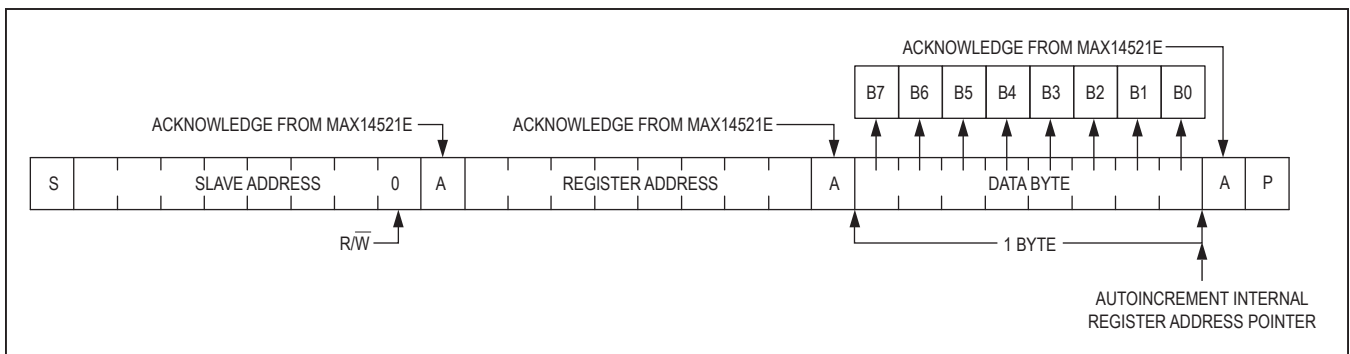 ACKNOWLEDGE FROM MAX14521E
B7 B6 B5 B4 B3 B2 B1 B0
ACKNOWLEDGE FROM MAX14521E ACKNOWLEDGE FROM MAX14521E
S SLAVE ADDRESS 0 A REGISTER ADDRESS A DATA BYTE A P
R/W̅
1 BYTE
AUTOINCREMENT INTERNAL
REGISTER ADDRESS POINTER